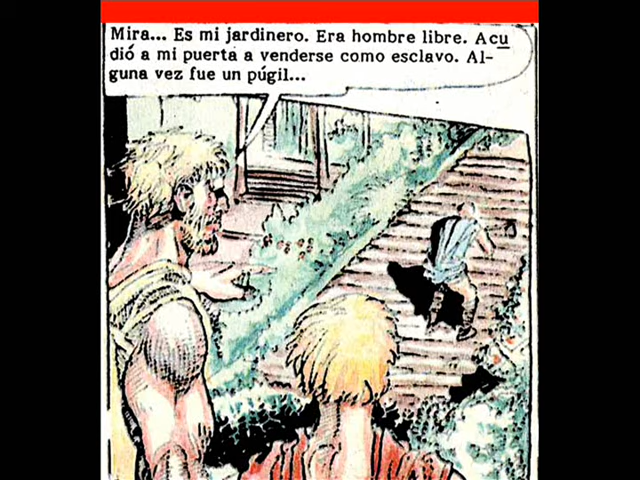 Mira... Es mi jardinero. Era hombre libre. Acu
dió a mi puerta a venderse como esclavo. Al-
guna vez fue un púgil...